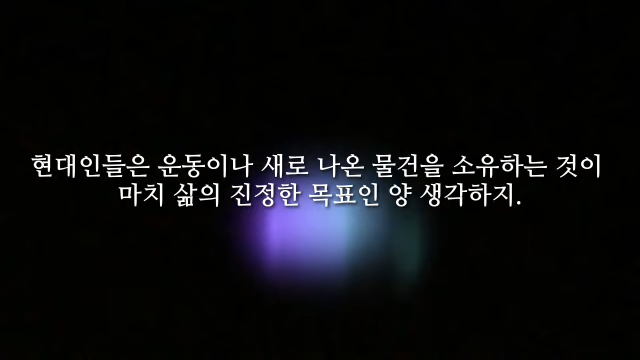 현대인들은 운동이나 새로 나온 물건을 소유하는 것이
마치 삶의 진정한 목표인 양 생각하지.